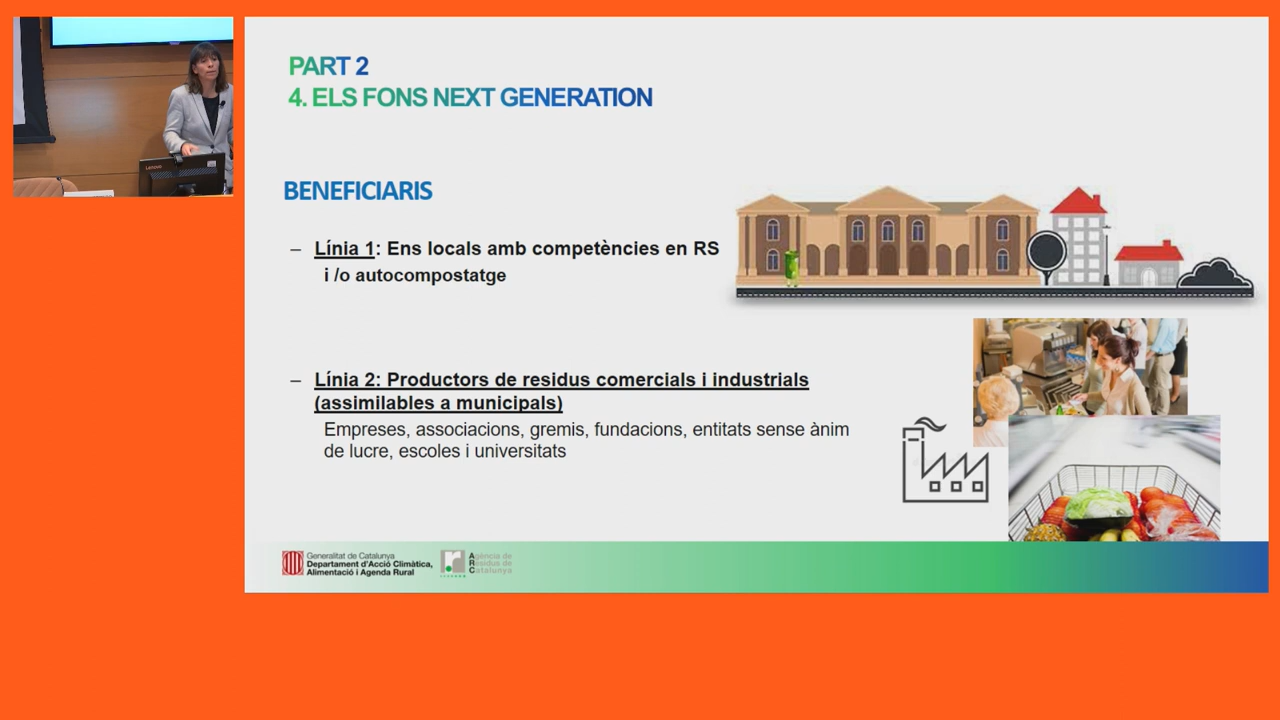 PART 2
4. ELS FONS NEXT GENERATION
BENEFICIARIS
– Línia 1: Ens locals amb competències en RS
i /o autocompostatge
– Línia 2: Productors de residus comercials i industrials
(assimilables a municipals)
Empreses, associacions, gremis, fundacions, entitats sense ànim
de lucre, escoles i universitats
Generalitat de Catalunya
Departament d'Acció Climàtica,
Alimentació i Agenda Rural
Agència de
Residus de
Catalunya
Lenovo